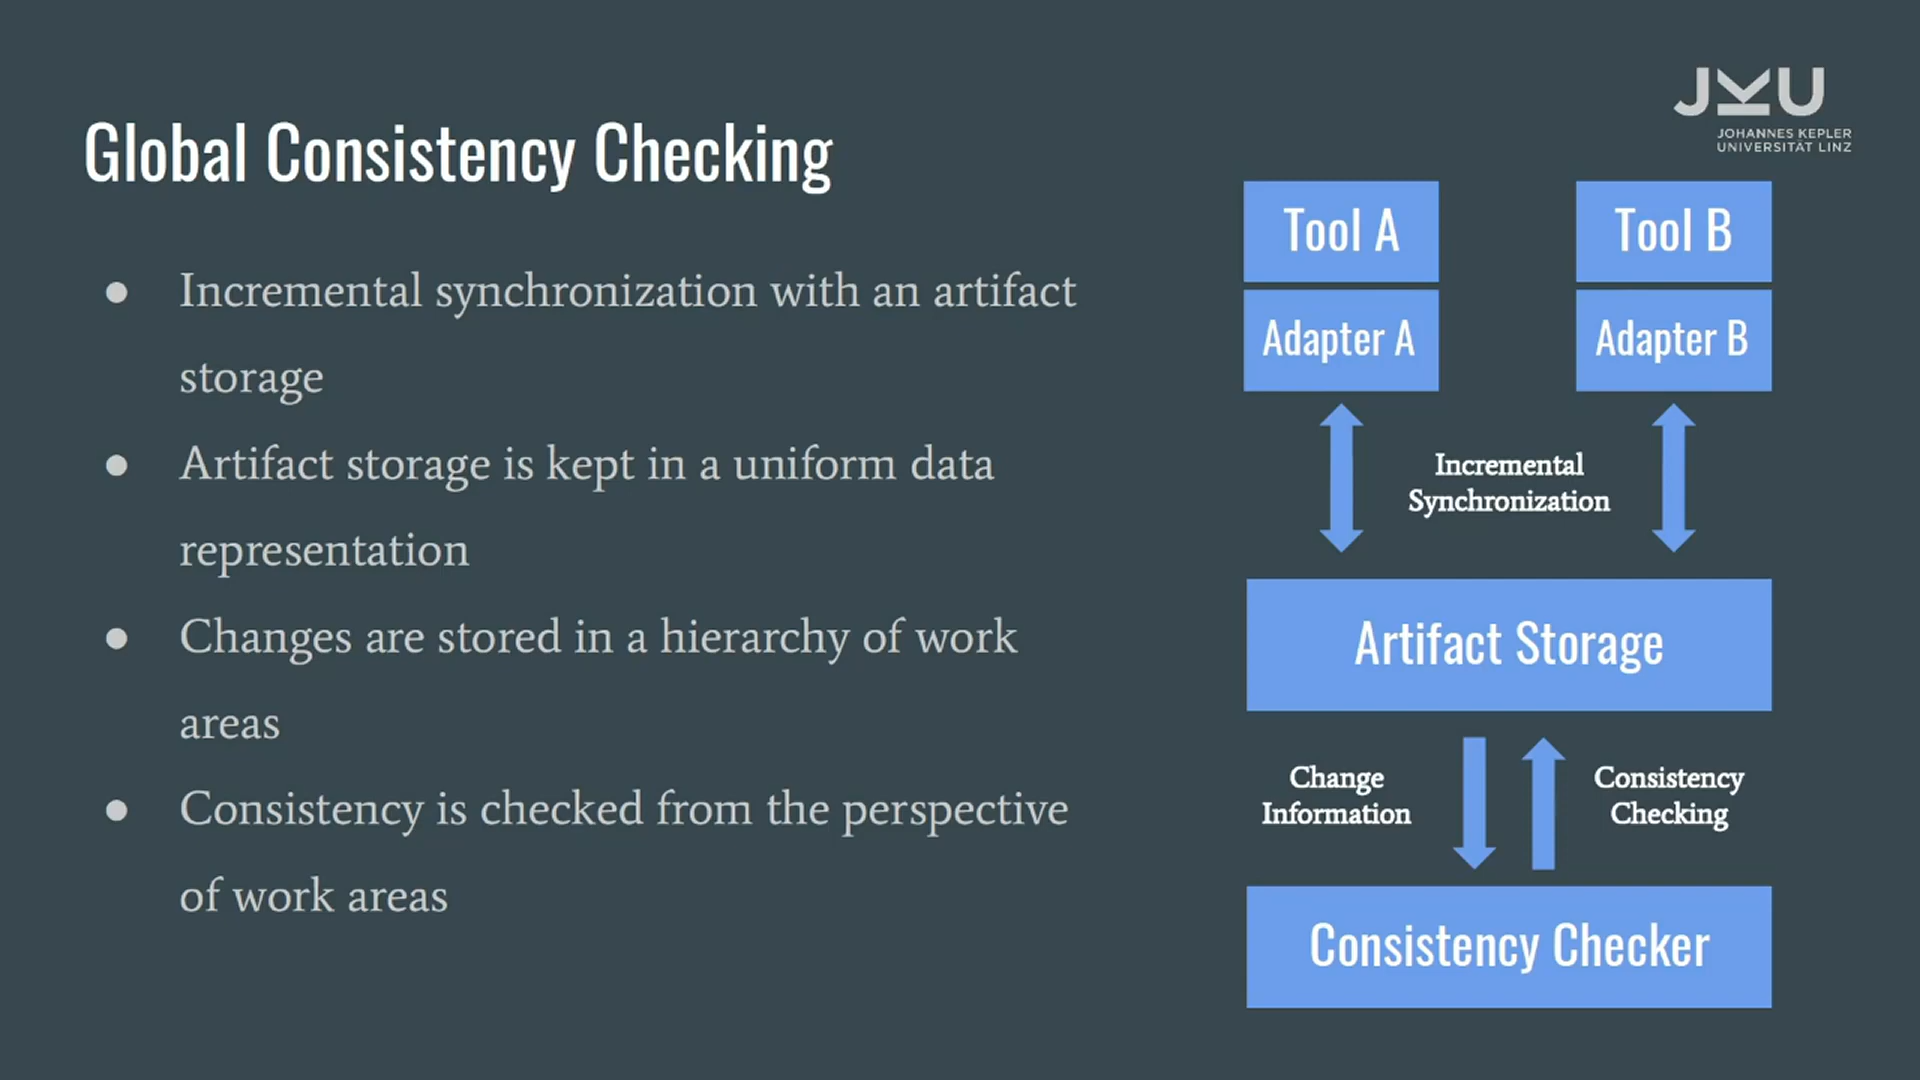 JKU
JOHANNES KEPLER
UNIVERSITÄT LINZ
Global Consistency Checking
● Incremental synchronization with an artifact
storage
● Artifact storage is kept in a uniform data
representation
● Changes are stored in a hierarchy of work
areas
● Consistency is checked from the perspective
of work areas
Tool A
Tool B
Adapter A
Adapter B
Incremental
Synchronization
Artifact Storage
Change
Information
Consistency
Checking
Consistency Checker